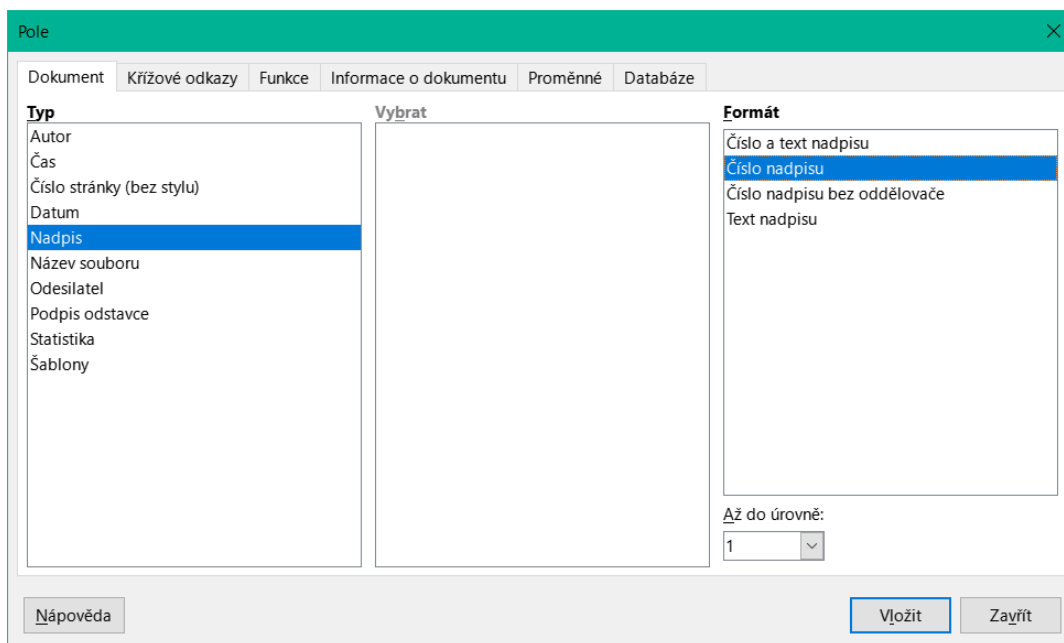 Pole
Dokument Křížové odkazy Funkce Informace o dokumentu Proměnné Databáze
Typ
Autor
Čas
Číslo stránky (bez stylu)
Datum
Nadpis
Název souboru
Odesilatel
Podpis odstavce
Statistika
Šablony
Vybrat
Formát
Číslo a text nadpisu
Číslo nadpisu
Číslo nadpisu bez oddělovače
Text nadpisu
Až do úrovně:
1
Nápověda
Vložit
Zavřít